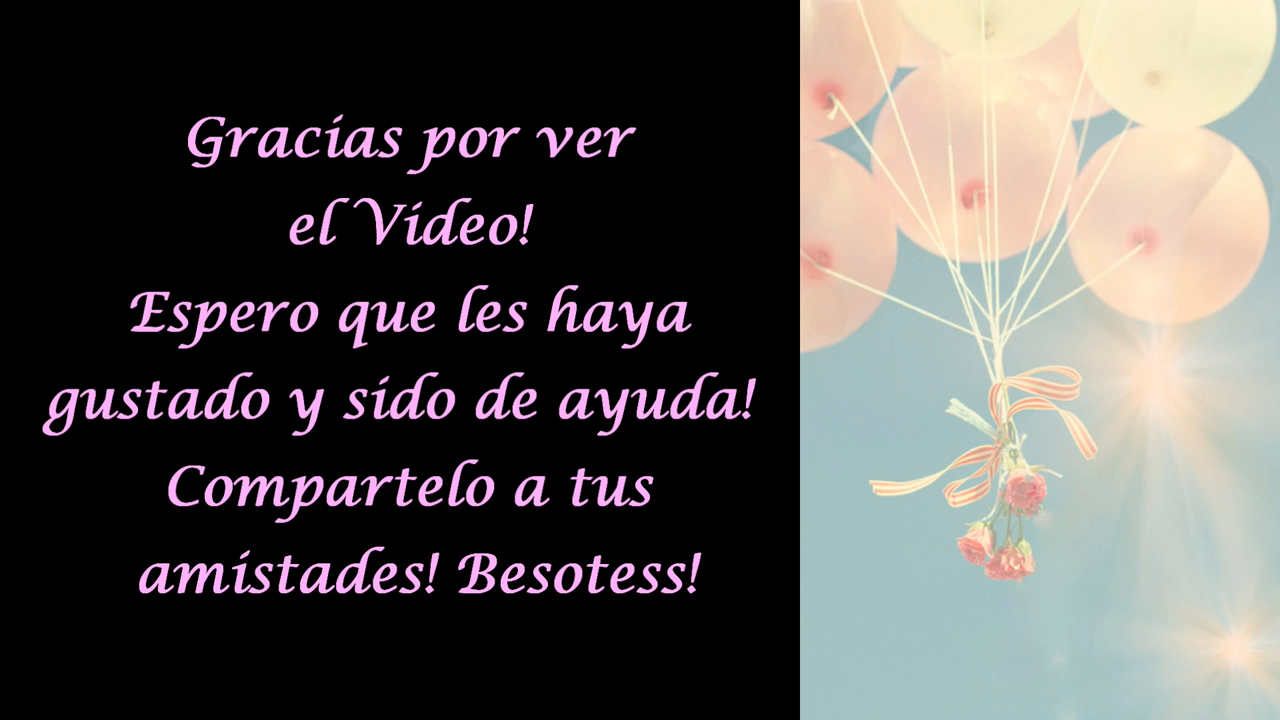 Gracias por ver
el Video!
Espero que les haya
gustado y sido de ayuda!
Compartelo a tus
amistades! Besotess!